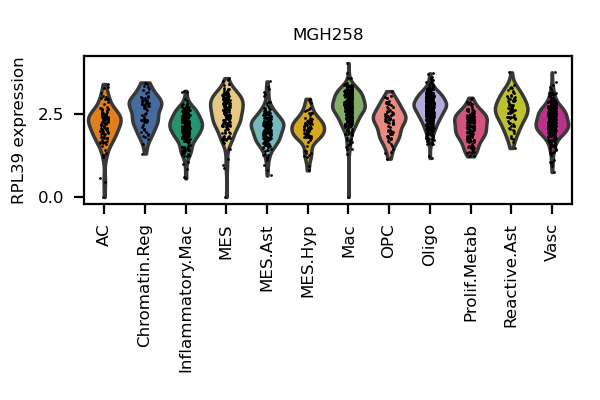 MGH258
RPL39 expression
2.5
0.0
AC
Chromatin.Reg
Inflammatory.Mac
MES
MES.Ast
MES.Hyp
Mac
OPC
Oligo
Prolif.Metab
Reactive.Ast
Vasc